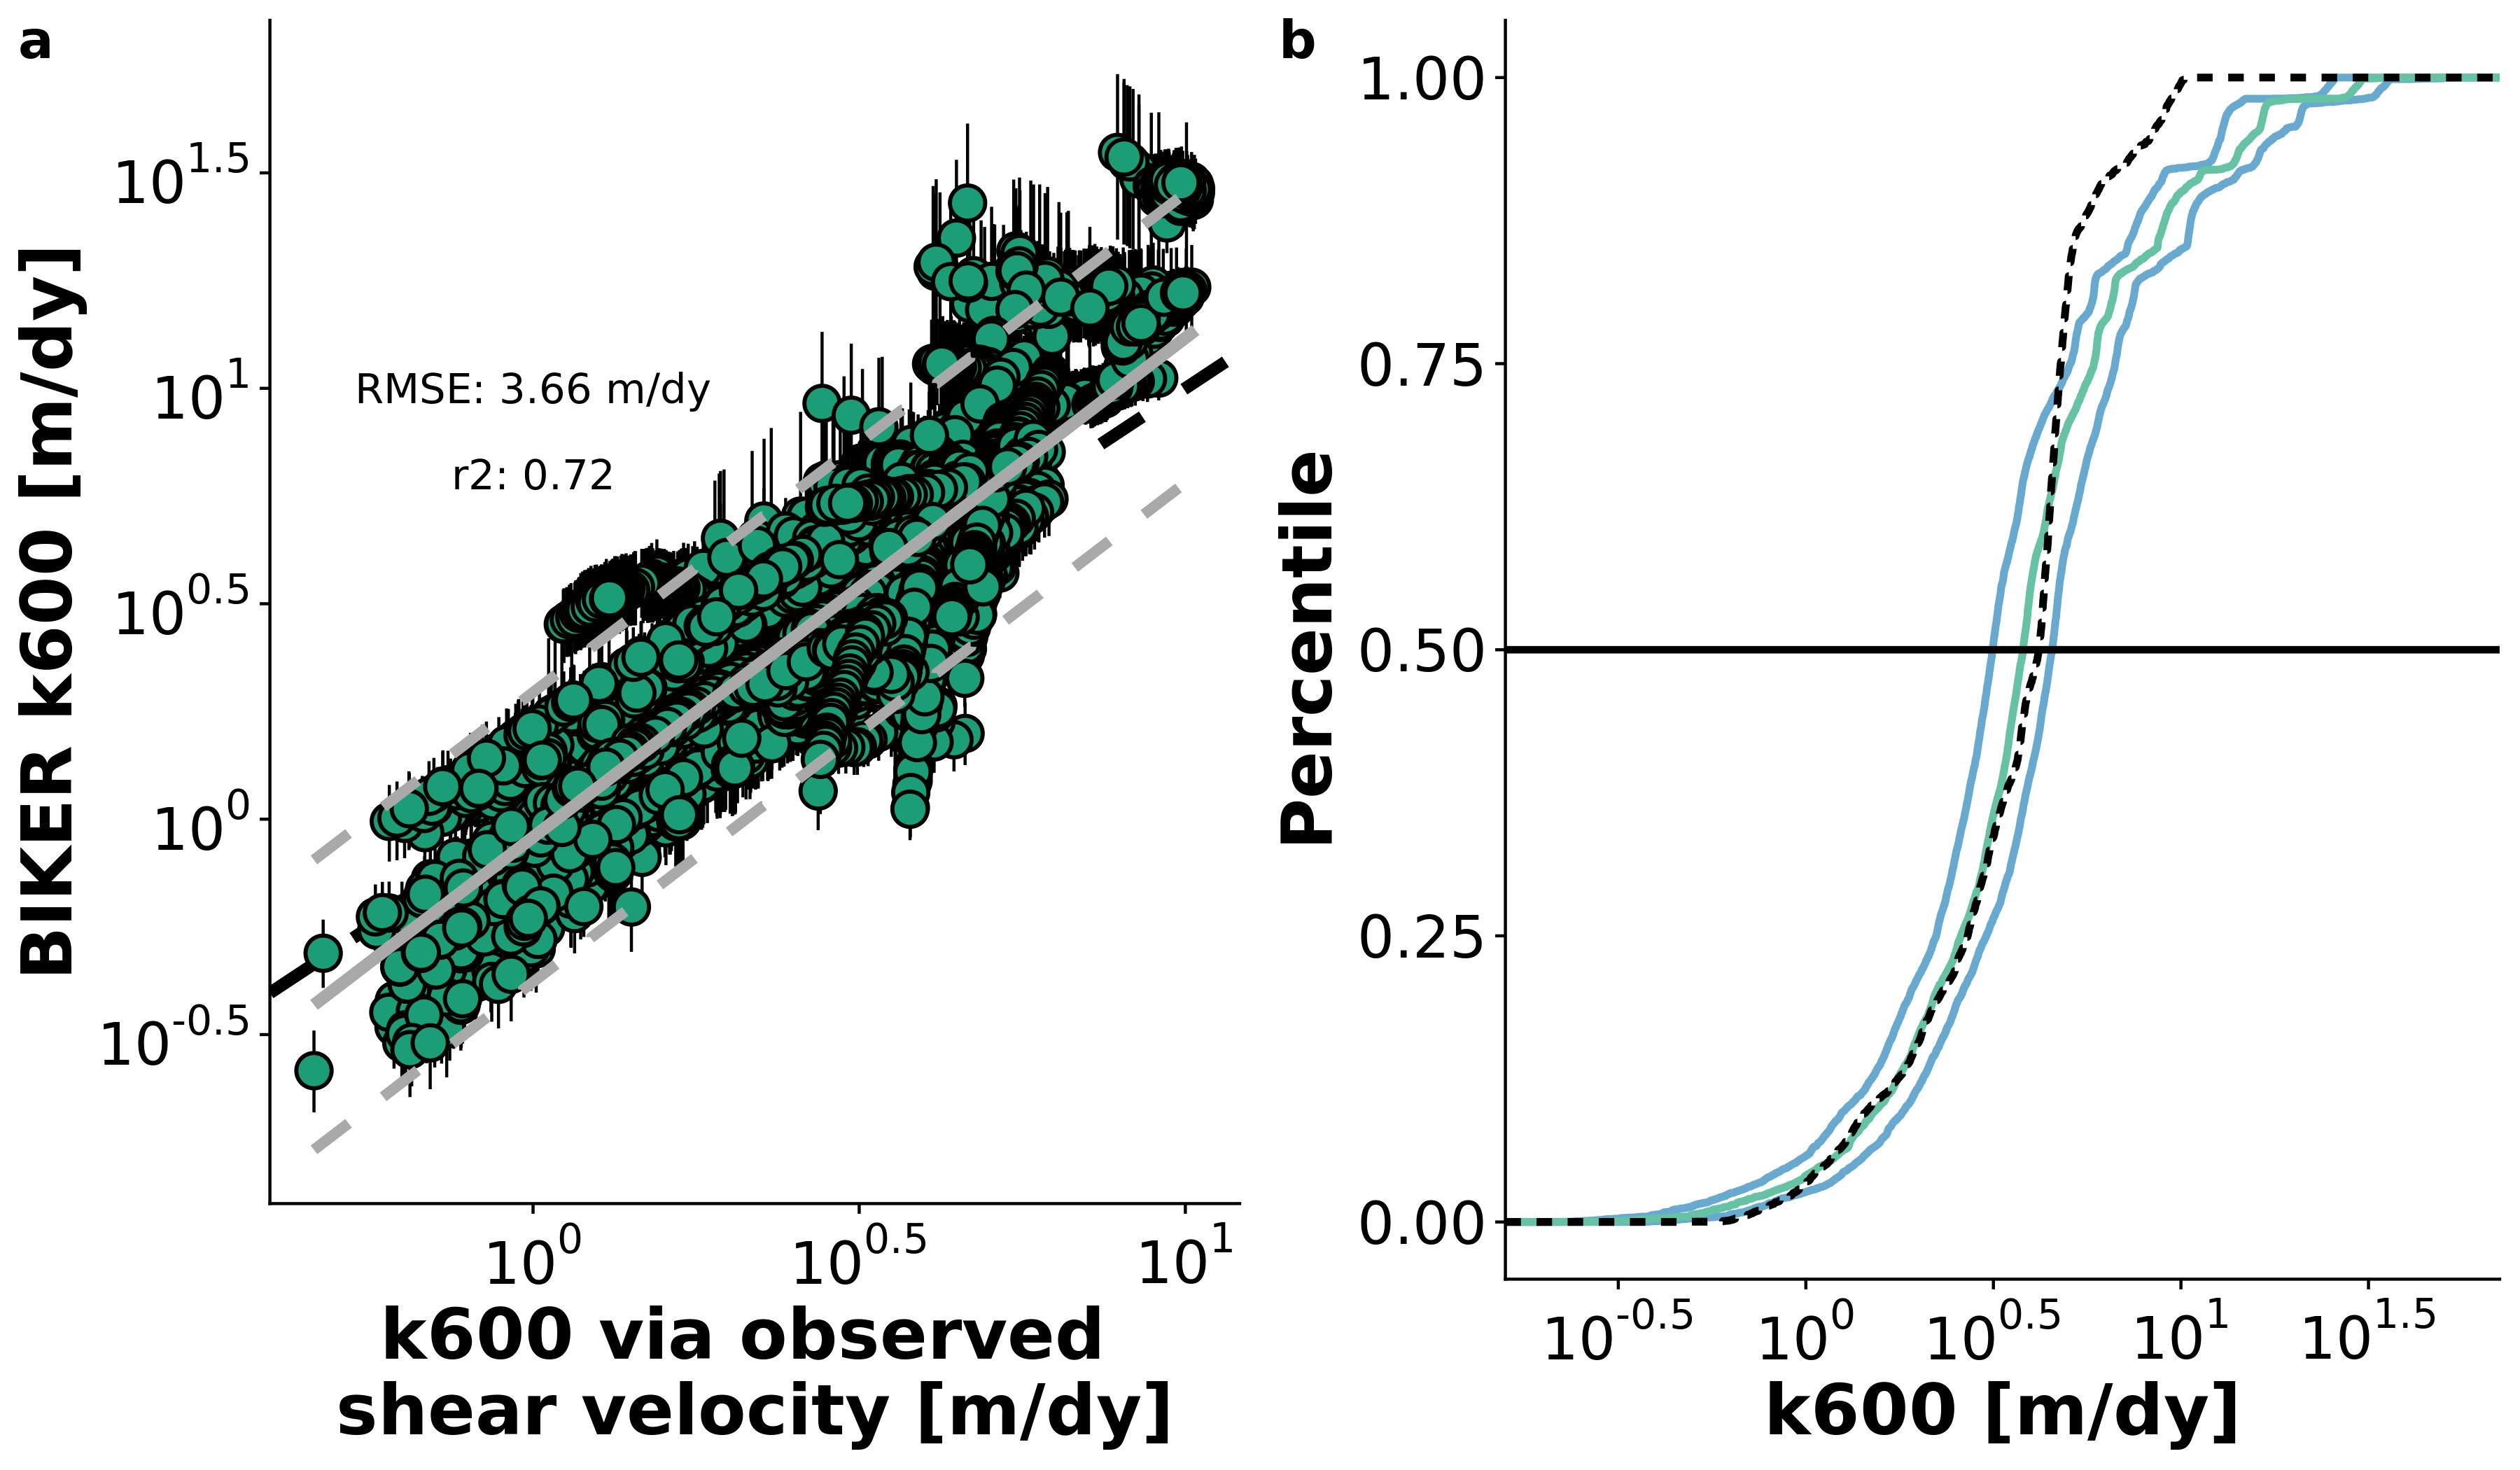 a
BIKER k600 [m/dy]
10^1.5
10^1
10^0.5
10^0
10^-0.5
RMSE: 3.66 m/dy
r2: 0.72
10^0
10^0.5
10^1
k600 via observed
shear velocity [m/dy]
b
Percentile
1.00
0.75
0.50
0.25
0.00
10^-0.5
10^0
10^0.5
10^1
10^1.5
k600 [m/dy]